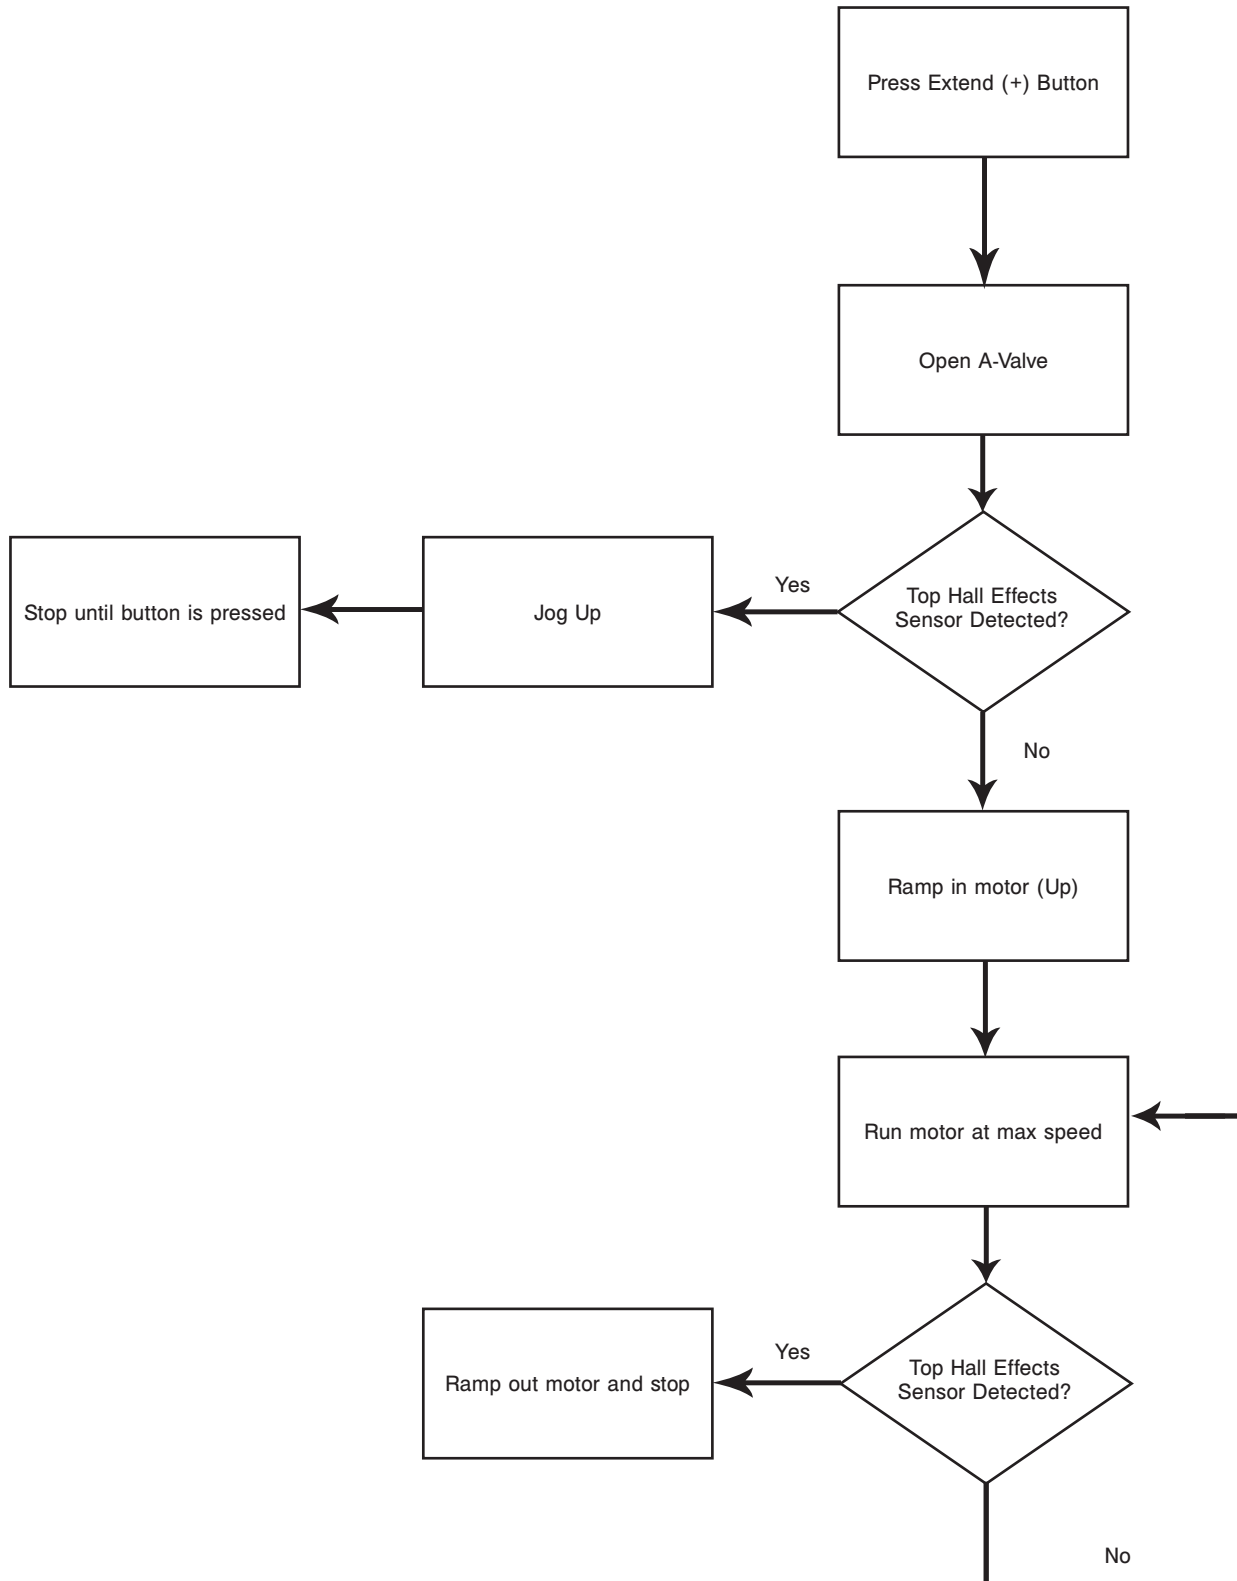 Press Extend (+) Button
Open A-Valve
Top Hall Effects
Sensor Detected?
Yes
Jog Up
Stop until button is pressed
No
Ramp in motor (Up)
Run motor at max speed
Top Hall Effects
Sensor Detected?
Yes
Ramp out motor and stop
No